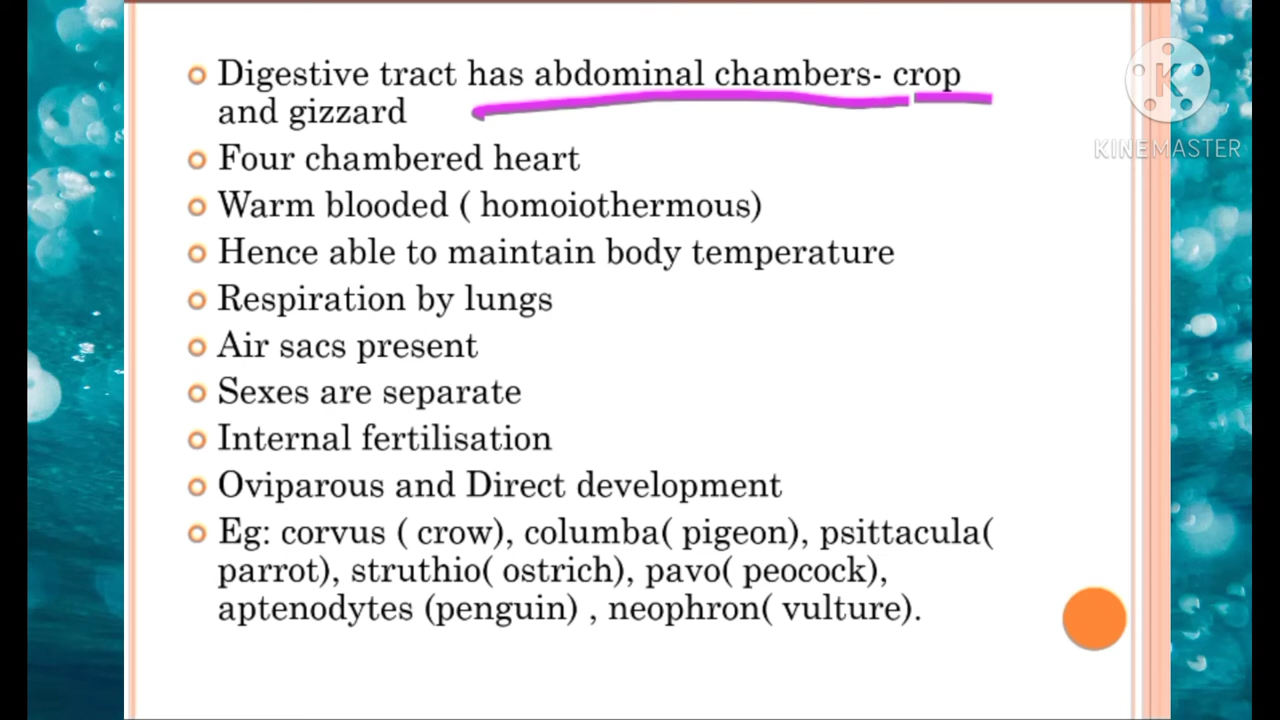 Digestive tract has abdominal chambers- crop
and gizzard
Four chambered heart
Warm blooded ( homoiothermous)
Hence able to maintain body temperature
Respiration by lungs
Air sacs present
Sexes are separate
Internal fertilisation
Oviparous and Direct development
Eg: corvus ( crow), columba( pigeon), psittacula(
parrot), struthio( ostrich), pavo( peocock),
aptenodytes (penguin) , neophron( vulture).
K
KINEMASTER